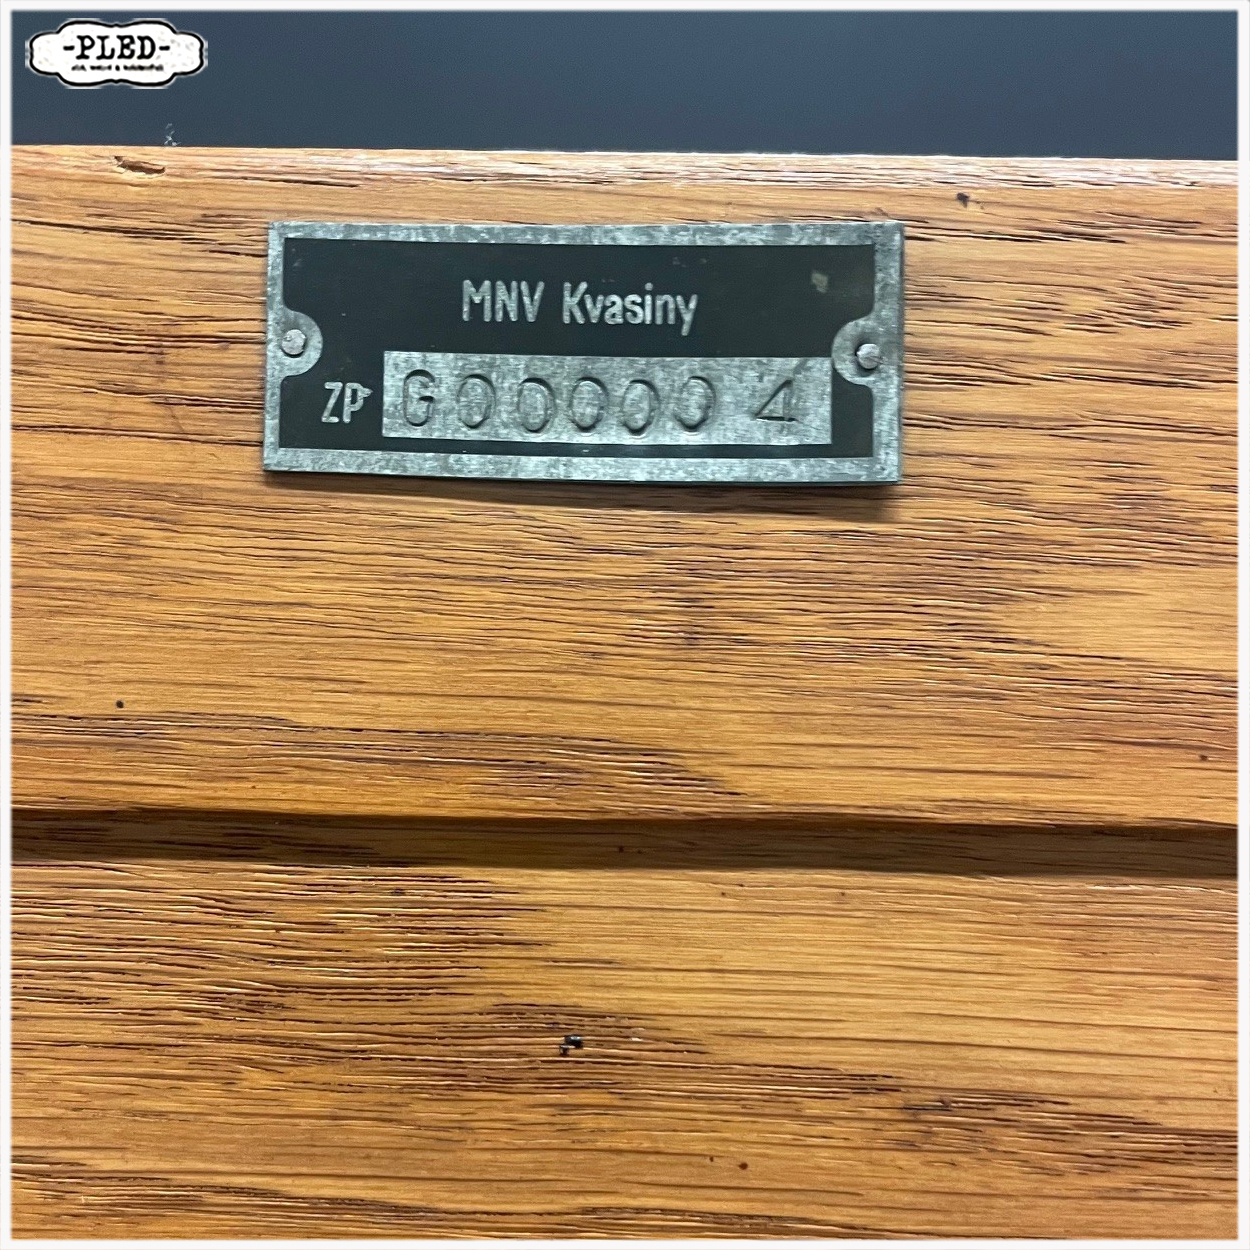 -PLED-
MNV Kvasiny
ZP G00000 4